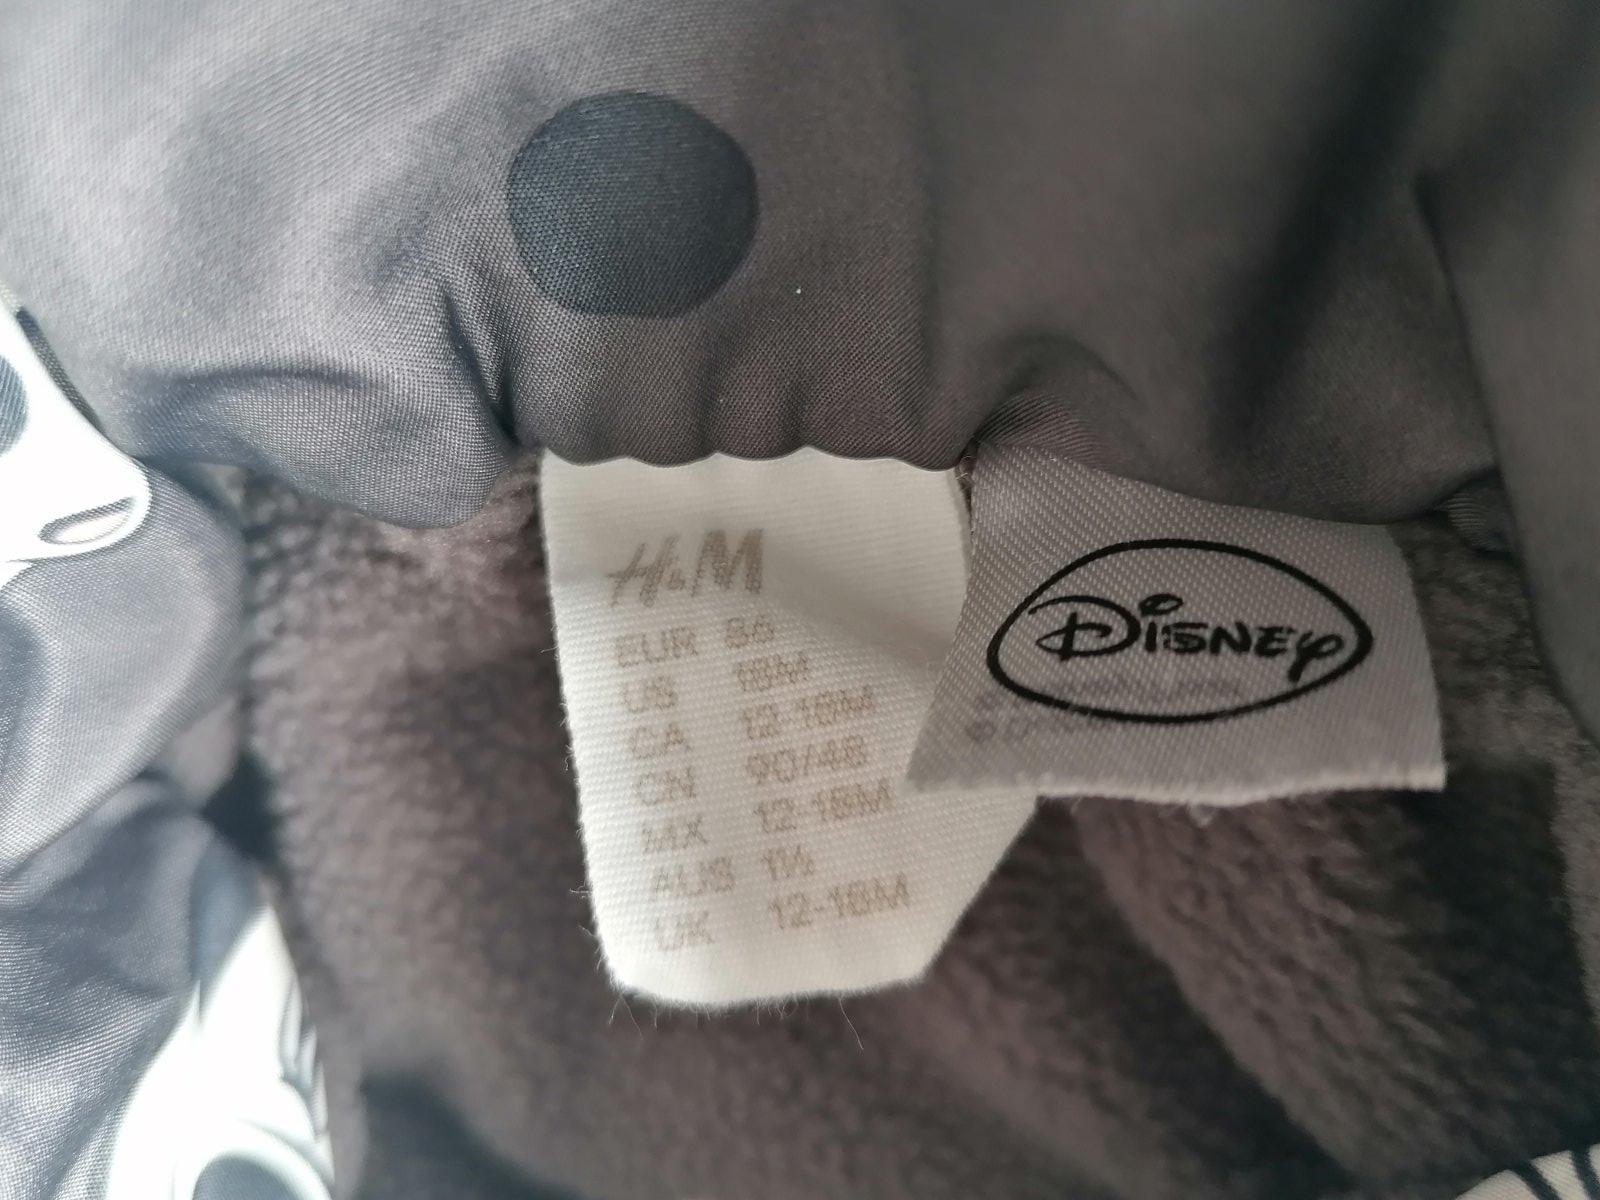 H&M
EUR 86
US 18M
CA 12-18M
CN 90/48
MX 12-18M
AUS 1½
UK 12-18M
DISNEY